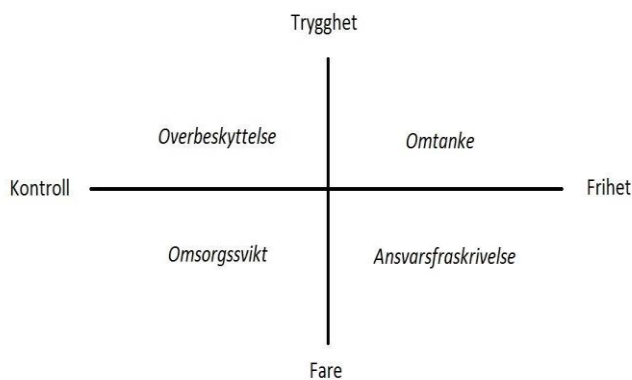 Trygghet
Overbeskyttelse
Omtanke
Kontroll
Frihet
Omsorgssvikt
Ansvarsfraskrivelse
Fare